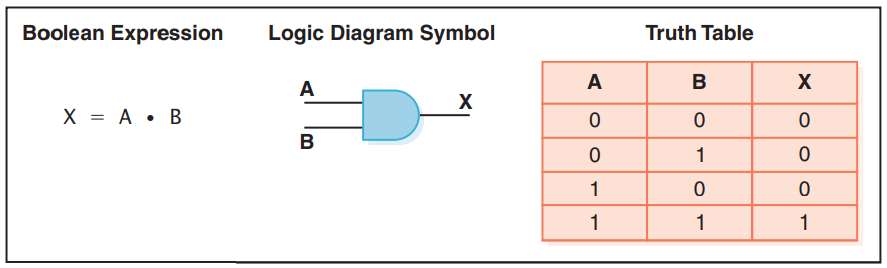 Boolean Expression
Logic Diagram Symbol
Truth Table
X = A • B
A
B
X
A B X
0 0 0
0 1 0
1 0 0
1 1 1